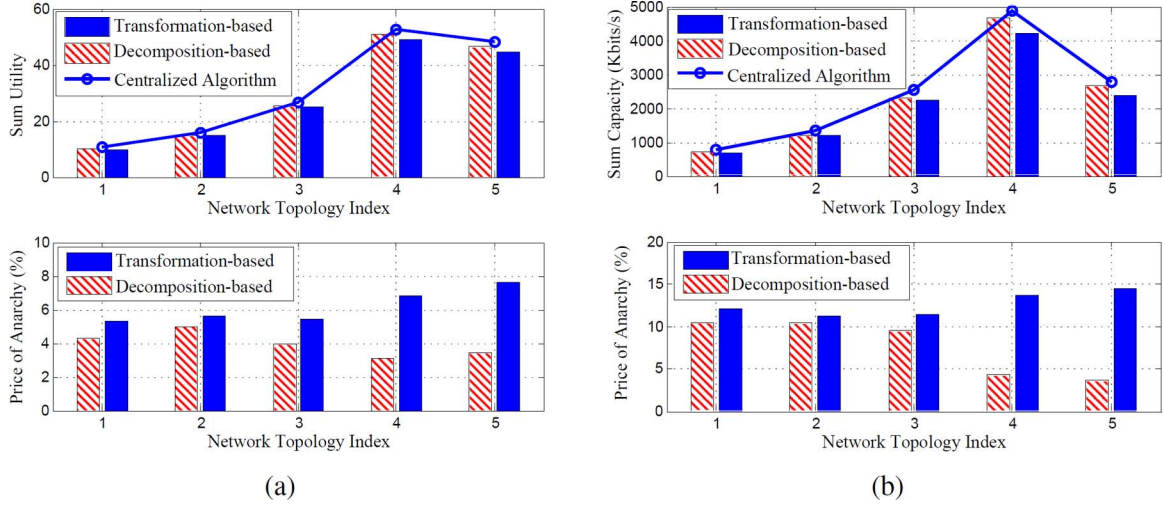 60
40
20
0
Sum Utility
Transformation-based
Decomposition-based
Centralized Algorithm
1 2 3 4 5
Network Topology Index
10
8
6
4
2
0
Price of Anarchy (%)
Transformation-based
Decomposition-based
1 2 3 4 5
Network Topology Index
(a)
5000
4000
3000
2000
1000
0
Sum Capacity (Kbits/s)
Transformation-based
Decomposition-based
Centralized Algorithm
1 2 3 4 5
Network Topology Index
20
15
10
5
0
Price of Anarchy (%)
Transformation-based
Decomposition-based
1 2 3 4 5
Network Topology Index
(b)